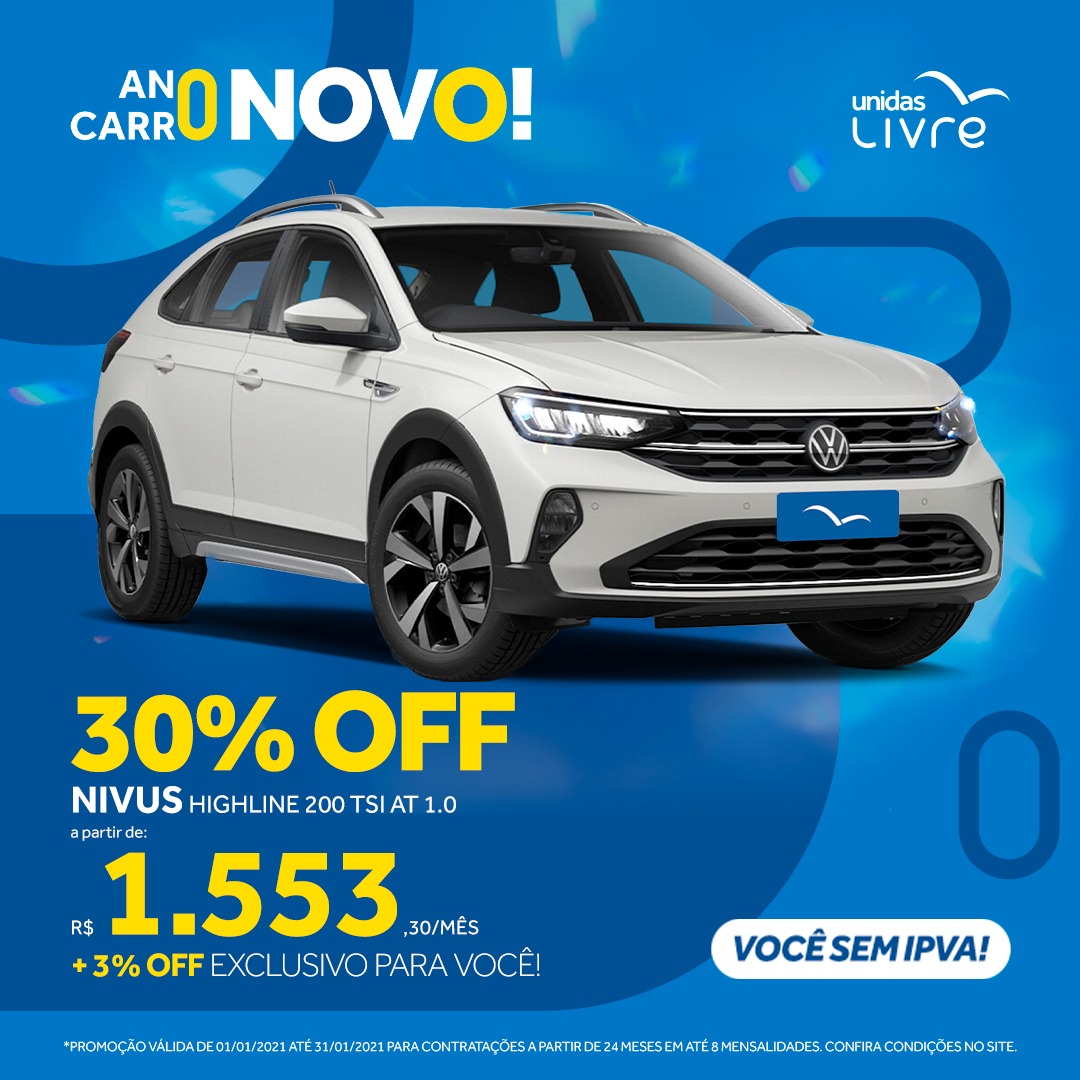 ANO
CARRO NOVO!
unidas
Livre
30% OFF
NIVUS HIGHLINE 200 TSI AT 1.0
a partir de:
R$ 1.553,30/MÊS
+ 3% OFF EXCLUSIVO PARA VOCÊ!
VOCÊ SEM IPVA!
*PROMOÇÃO VÁLIDA DE 01/01/2021 ATÉ 31/01/2021 PARA CONTRATAÇÕES A PARTIR DE 24 MESES EM ATÉ 8 MENSALIDADES. CONFIRA CONDIÇÕES NO SITE.